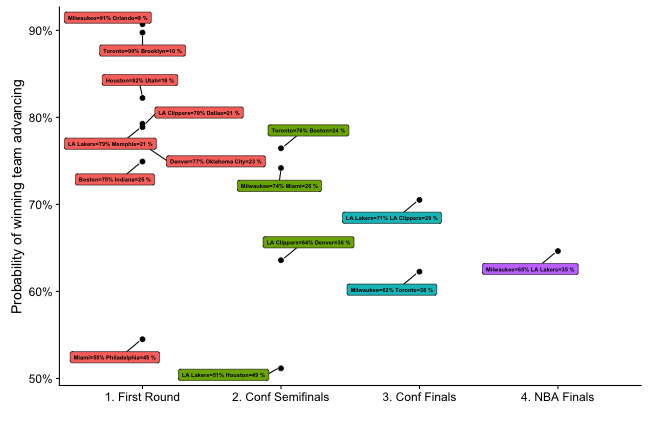 Probability of winning team advancing
90%
80%
70%
60%
50%
Milwaukee=91% Orlando=9 %
Toronto=90% Brooklyn=10 %
Houston=82% Utah=18 %
LA Clippers=79% Dallas=21 %
LA Lakers=79% Memphis=21 %
Denver=77% Oklahoma City=23 %
Boston=75% Indiana=25 %
Miami=55% Philadelphia=45 %
Toronto=76% Boston=24 %
Milwaukee=74% Miami=26 %
LA Clippers=64% Denver=36 %
LA Lakers=51% Houston=49 %
LA Lakers=71% LA Clippers=29 %
Milwaukee=62% Toronto=38 %
Milwaukee=65% LA Lakers=35 %
1. First Round
2. Conf Semifinals
3. Conf Finals
4. NBA Finals